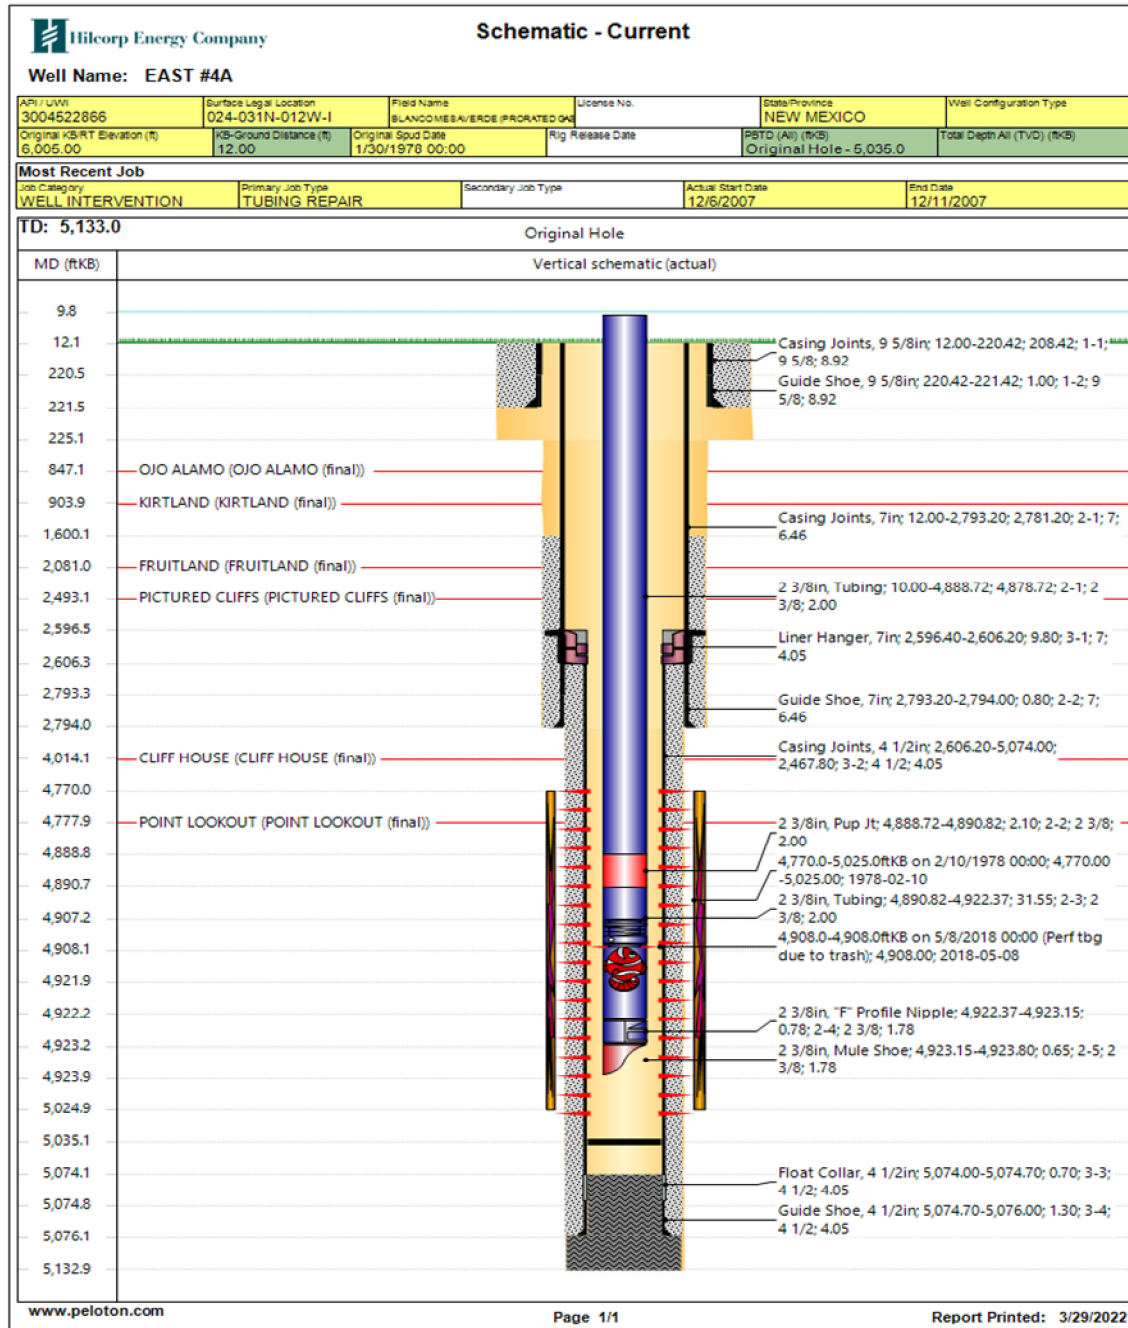 Hilcorp Energy Company
Schematic - Current
Well Name: EAST #4A
API / UWI
3004522866
Surface Legal Location
024-031N-012W-I
Field Name
License No.
State/Province
NEW MEXICO
Well Configuration Type
Original KB/RT Elevation (ft)
6,005.00
KB-Ground Distance (ft)
12.00
Original Spud Date
1/30/1978 00:00
Rig Release Date
PBTD (All) (ftKB)
Original Hole - 5,035.0
Total Depth All (TVD) (ftKB)
Most Recent Job
Job Category
WELL INTERVENTION
Primary Job Type
TUBING REPAIR
Secondary Job Type
Actual Start Date
12/6/2007
End Date
12/11/2007
TD: 5,133.0
Original Hole
MD (ftKB)
Vertical schematic (actual)
9.8
12.1
Casing Joints, 9 5/8in; 12.00-220.42; 208.42; 1-1;
9 5/8; 8.92
220.5
Guide Shoe, 9 5/8in; 220.42-221.42; 1.00; 1-2; 9
5/8; 8.92
221.5
225.1
847.1
OJO ALAMO (OJO ALAMO (final))
903.9
KIRTLAND (KIRTLAND (final))
Casing Joints, 7in; 12.00-2,793.20; 2,781.20; 2-1; 7;
6.46
1,600.1
2,081.0
FRUITLAND (FRUITLAND (final))
2 3/8in, Tubing; 10.00-4,888.72; 4,878.72; 2-1; 2
3/8; 2.00
2,493.1
PICTURED CLIFFS (PICTURED CLIFFS (final))
2,596.5
Liner Hanger, 7in; 2,596.40-2,606.20; 9.80; 3-1; 7;
4.05
2,606.3
2,793.3
Guide Shoe, 7in; 2,793.20-2,794.00; 0.80; 2-2; 7;
6.46
2,794.0
Casing Joints, 4 1/2in; 2,606.20-5,074.00;
2,467.80; 3-2; 4 1/2; 4.05
4,014.1
CLIFF HOUSE (CLIFF HOUSE (final))
4,770.0
4,777.9
POINT LOOKOUT (POINT LOOKOUT (final))
2 3/8in, Pup Jt; 4,888.72-4,890.82; 2.10; 2-2; 2 3/8;
2.00
4,888.8
4,770.0-5,025.0ftKB on 2/10/1978 00:00; 4,770.00
-5,025.00; 1978-02-10
4,890.7
2 3/8in, Tubing; 4,890.82-4,922.37; 31.55; 2-3; 2
3/8; 2.00
4,907.2
4,908.0-4,908.0ftKB on 5/8/2018 00:00 (Perf tbg
due to trash); 4,908.00; 2018-05-08
4,908.1
4,921.9
4,922.2
2 3/8in, "F" Profile Nipple; 4,922.37-4,923.15;
0.78; 2-4; 2 3/8; 1.78
4,923.2
2 3/8in, Mule Shoe; 4,923.15-4,923.80; 0.65; 2-5; 2
3/8; 1.78
4,923.9
5,024.9
5,035.1
5,074.1
Float Collar, 4 1/2in; 5,074.00-5,074.70; 0.70; 3-3;
4 1/2; 4.05
5,074.8
Guide Shoe, 4 1/2in; 5,074.70-5,076.00; 1.30; 3-4;
4 1/2; 4.05
5,076.1
5,132.9
www.peloton.com
Page 1/1
Report Printed: 3/29/2022